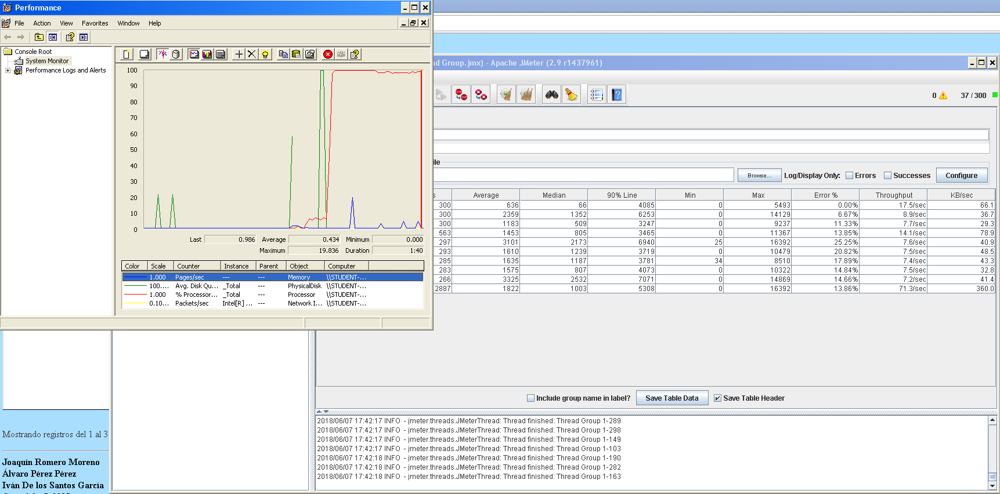 Performance
File Action View Favorites Window Help
Console Root
System Monitor
Performance Logs and Alerts
100
90
80
70
60
50
40
30
20
10
0
Last 0.986 Average 0.434 Minimum 0.000
Maximum 19.836 Duration 1:40
Color Scale Counter Instance Parent Object Computer
1.000 Pages/sec --- --- Memory \\STUDENT-...
100.... Avg. Disk Qu... _Total --- PhysicalDisk \\STUDENT-...
1.000 % Processor... _Total --- Processor \\STUDENT-...
0.10... Packets/sec Intel[R] ... --- Network I... \\STUDENT-...
d Group.jmx) - Apache JMeter (2.9 r1437961)
0 37 / 300
ile
Browse... Log/Display Only: Errors Successes Configure
s Average Median 90% Line Min Max Error % Throughput KB/sec
300 636 66 4085 0 5493 0.00% 17.5/sec 66.1
300 2359 1352 6253 0 14129 6.67% 8.9/sec 36.7
300 1183 509 3247 0 9237 11.33% 7.7/sec 29.3
563 1453 805 3465 0 11367 13.85% 14.1/sec 78.9
297 3101 2173 6940 25 16392 25.25% 7.6/sec 40.9
293 1610 1239 3719 0 10479 20.82% 7.5/sec 48.5
285 1635 1187 3781 34 8510 17.89% 7.4/sec 43.3
283 1575 807 4073 0 10322 14.84% 7.5/sec 32.8
266 3325 2532 7071 0 14869 14.66% 7.2/sec 41.4
2887 1822 1003 5308 0 16392 13.86% 71.3/sec 360.0
Include group name in label? Save Table Data Save Table Header
2018/06/07 17:42:17 INFO - jmeter.threads.JMeterThread: Thread finished: Thread Group 1-289
2018/06/07 17:42:17 INFO - jmeter.threads.JMeterThread: Thread finished: Thread Group 1-298
2018/06/07 17:42:17 INFO - jmeter.threads.JMeterThread: Thread finished: Thread Group 1-149
2018/06/07 17:42:17 INFO - jmeter.threads.JMeterThread: Thread finished: Thread Group 1-103
2018/06/07 17:42:18 INFO - jmeter.threads.JMeterThread: Thread finished: Thread Group 1-190
2018/06/07 17:42:18 INFO - jmeter.threads.JMeterThread: Thread finished: Thread Group 1-282
2018/06/07 17:42:18 INFO - jmeter.threads.JMeterThread: Thread finished: Thread Group 1-163
Mostrando registros del 1 al 3
Joaquín Romero Moreno
Álvaro Pérez Pérez
Iván De los Santos García